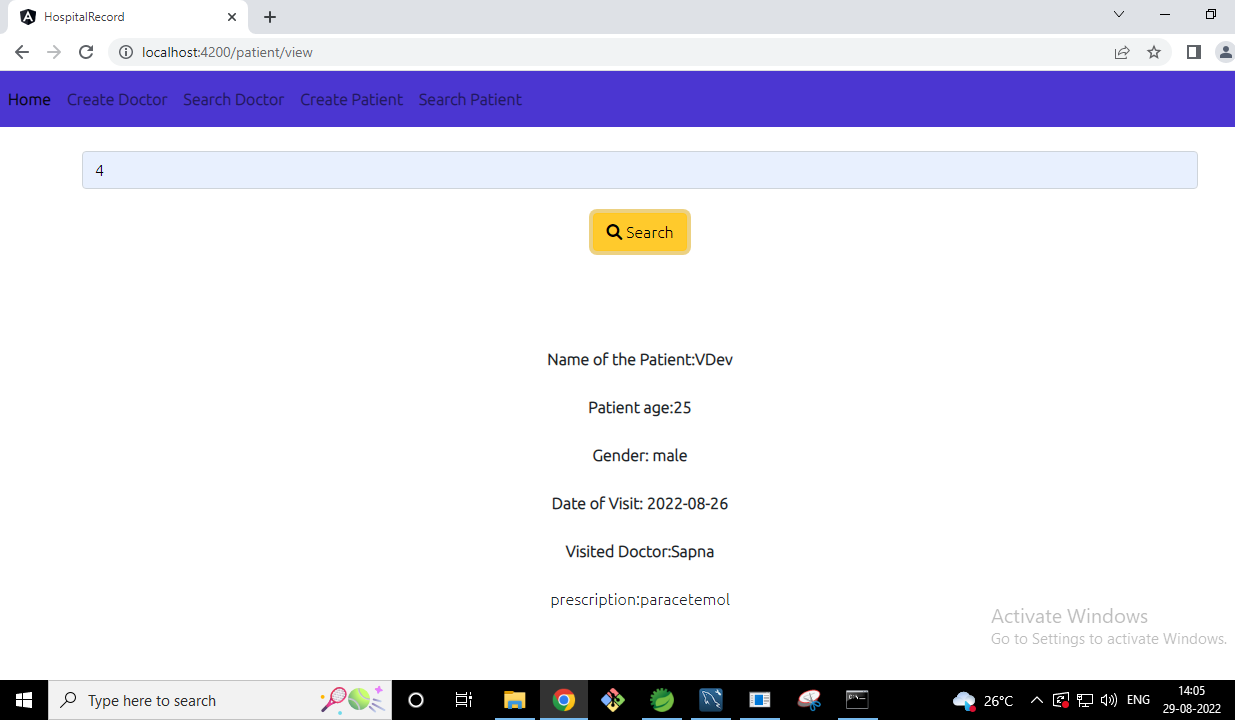 HospitalRecord
localhost:4200/patient/view
Home Create Doctor Search Doctor Create Patient Search Patient
4
Search
Name of the Patient:VDev
Patient age:25
Gender: male
Date of Visit: 2022-08-26
Visited Doctor:Sapna
prescription:paracetemol
Activate Windows
Go to Settings to activate Windows.
Type here to search
26°C
ENG
14:05
29-08-2022